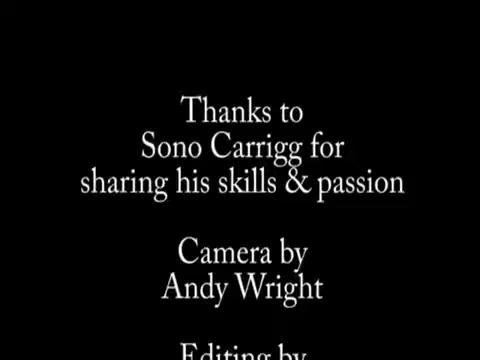 Thanks to
Sono Carrigg for
sharing his skills & passion
Camera by
Andy Wright
Editing by